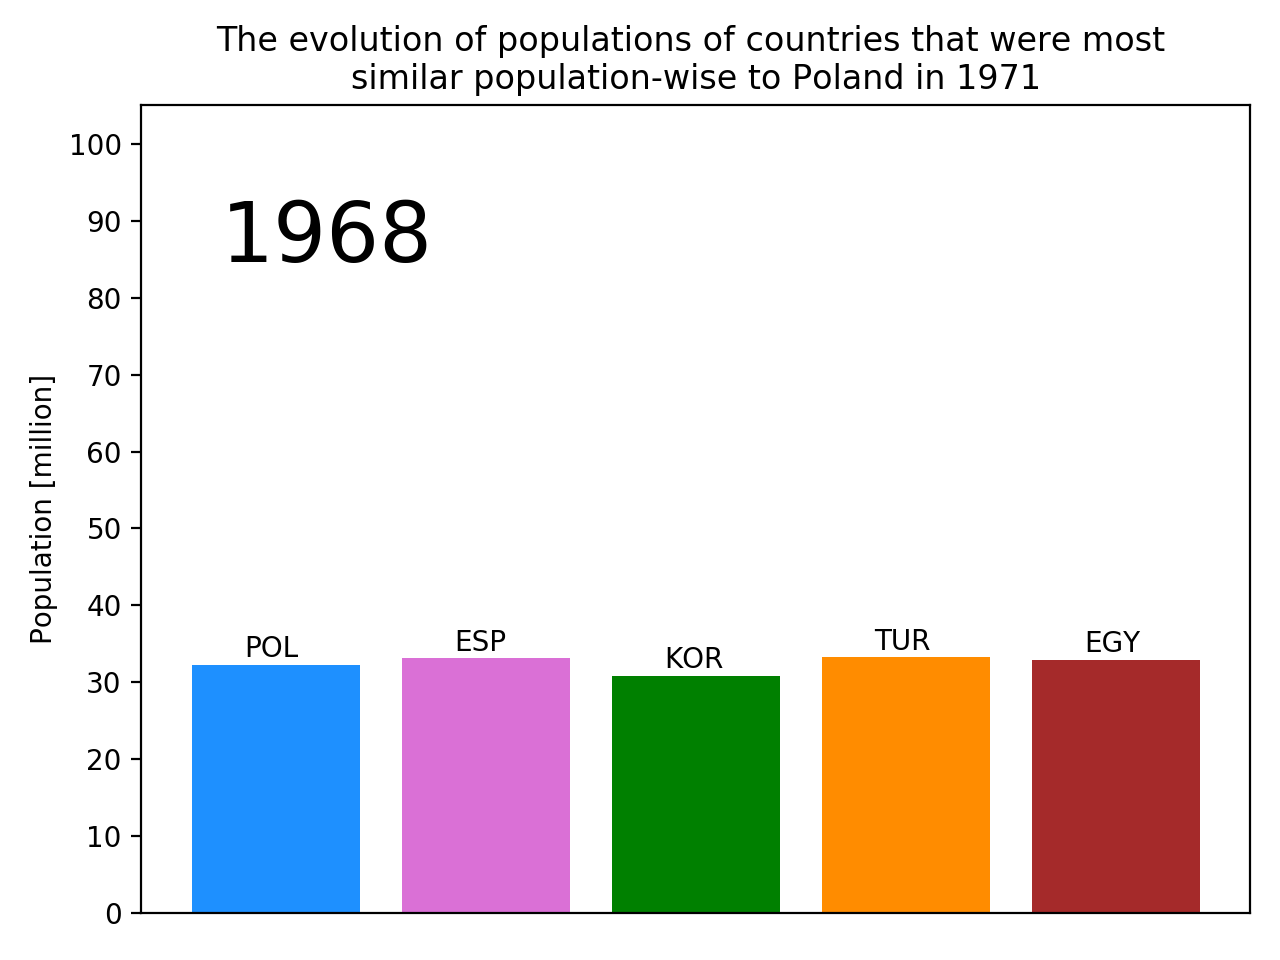 The evolution of populations of countries that were most
similar population-wise to Poland in 1971
100
1968
90
80
70
Population [million]
60
50
40
POL
ESP
KOR
TUR
EGY
30
20
10
0